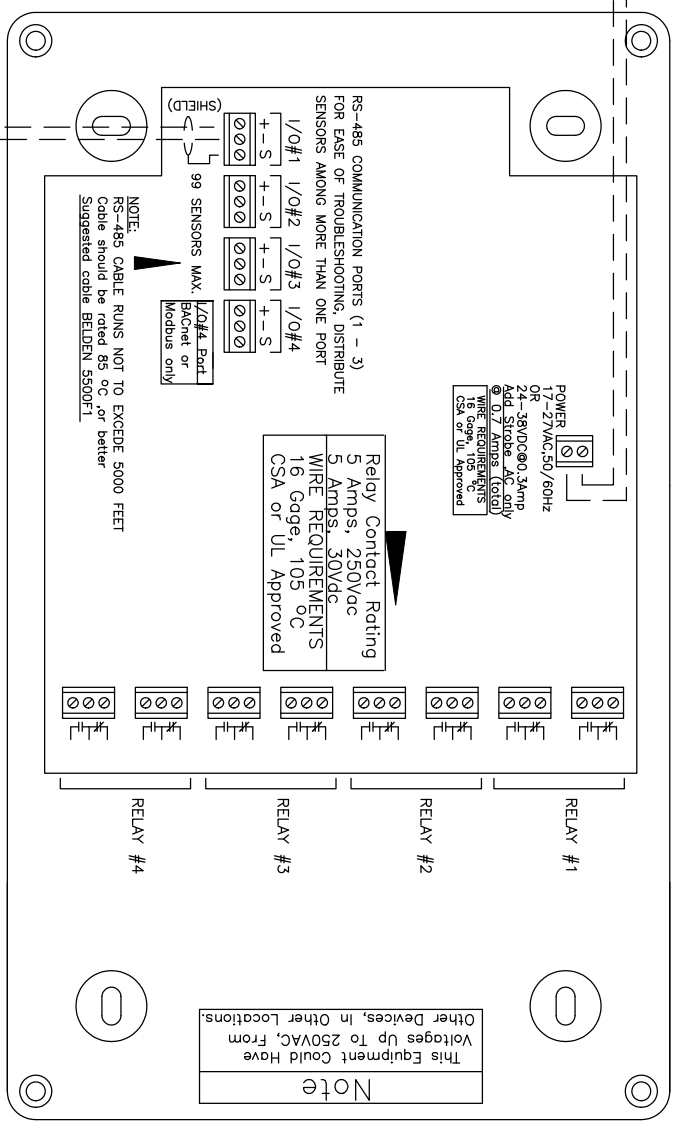 POWER
17-27VAC,50/60Hz
OR
24-38VDC@0.3Amp
Add Strobe AC only
@ 0.7 Amps (total)
WIRE REQUIREMENTS
16 Gage, 105 °C
CSA or UL Approved
RS-485 COMMUNICATION PORTS (1 - 3)
FOR EASE OF TROUBLESHOOTING, DISTRIBUTE
SENSORS AMONG MORE THAN ONE PORT
I/O#1
I/O#2
I/O#3
I/O#4
+ - S
+ - S
+ - S
+ - S
(SHIELD)
99 SENSORS MAX.
I/O#4 Port
BACnet or
Modbus only
NOTE:
RS-485 CABLE RUNS NOT TO EXCEDE 5000 FEET
Cable should be rated 85 °C ,or better
Suggested cable BELDEN 5500F1
Relay Contact Rating
5 Amps, 250Vac
5 Amps, 30Vdc
WIRE REQUIREMENTS
16 Gage, 105 °C
CSA or UL Approved
RELAY #1
RELAY #2
RELAY #3
RELAY #4
Note
This Equipment Could Have
Voltages Up To 250VAC, From
Other Devices, In Other Locations.